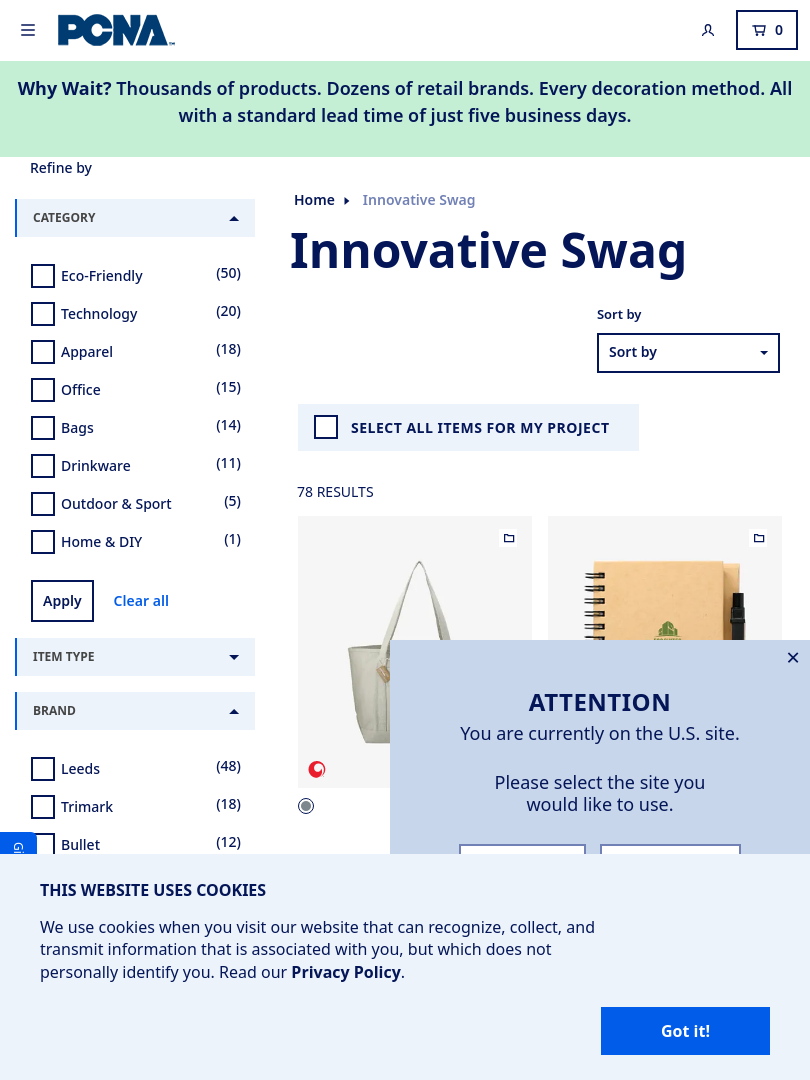 PCNA
0
Why Wait? Thousands of products. Dozens of retail brands. Every decoration method. All
with a standard lead time of just five business days.
Refine by
CATEGORY
Eco-Friendly (50)
Technology (20)
Apparel (18)
Office (15)
Bags (14)
Drinkware (11)
Outdoor & Sport (5)
Home & DIY (1)
Apply Clear all
ITEM TYPE
BRAND
Leeds (48)
Trimark (18)
Bullet (12)
Home Innovative Swag
Innovative Swag
Sort by
Sort by
SELECT ALL ITEMS FOR MY PROJECT
78 RESULTS
ATTENTION
You are currently on the U.S. site.
Please select the site you
would like to use.
THIS WEBSITE USES COOKIES
We use cookies when you visit our website that can recognize, collect, and
transmit information that is associated with you, but which does not
personally identify you. Read our Privacy Policy.
Got it!